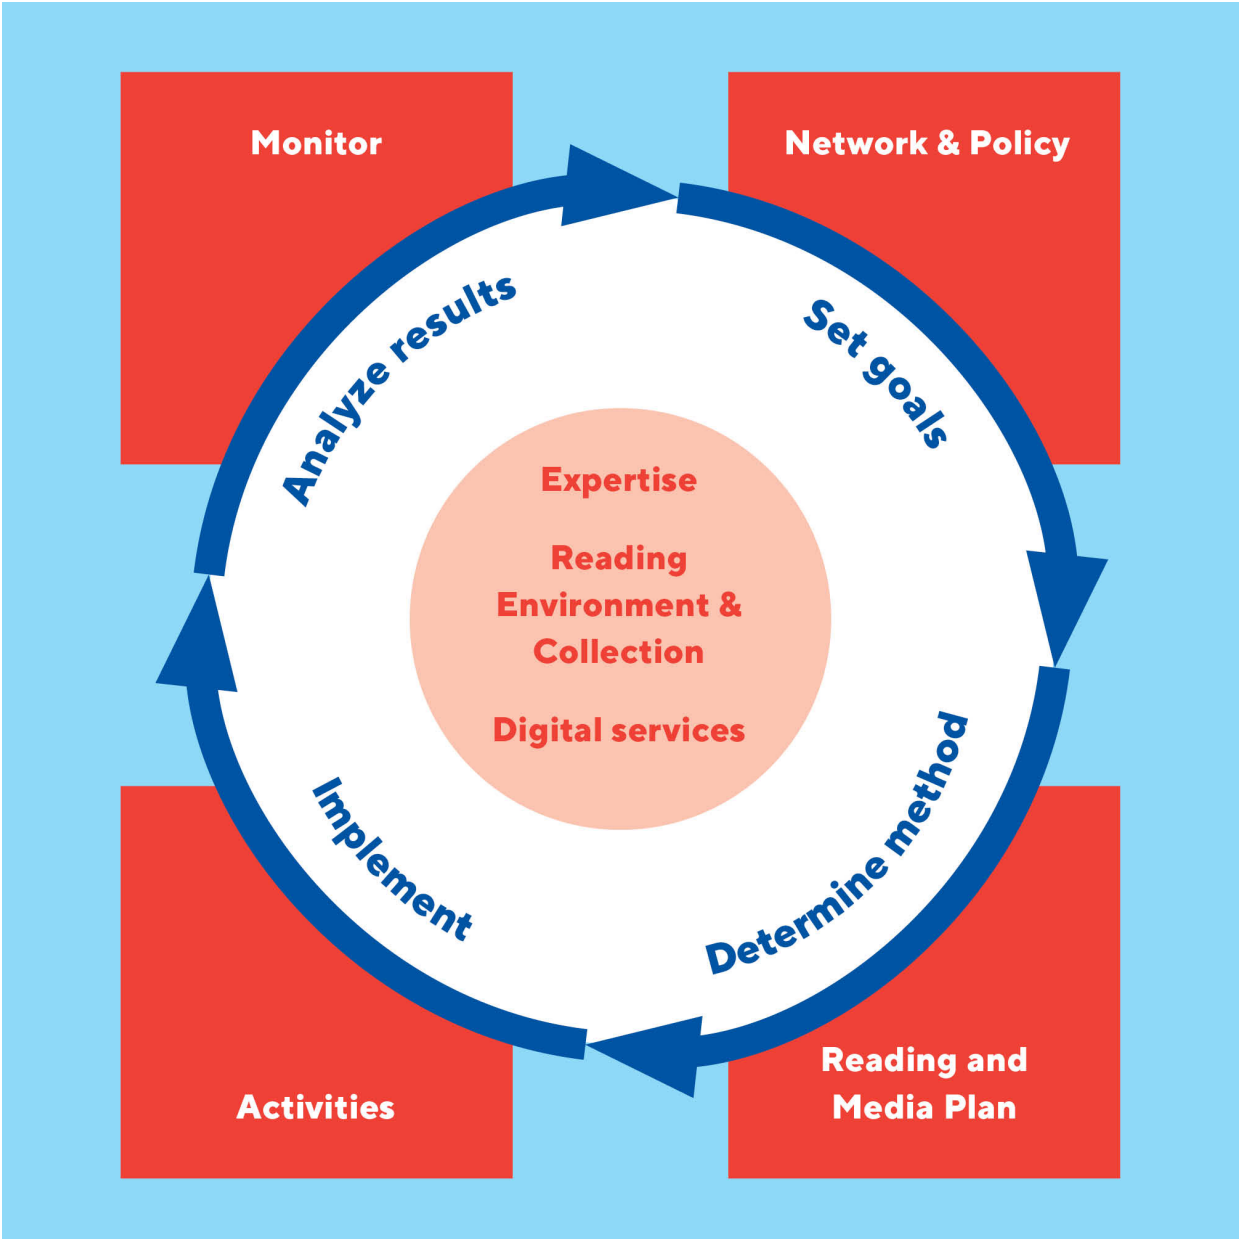 Monitor
Network & Policy
Analyze results
Set goals
Expertise
Reading
Environment &
Collection
Digital services
Implement
Determine method
Activities
Reading and
Media Plan